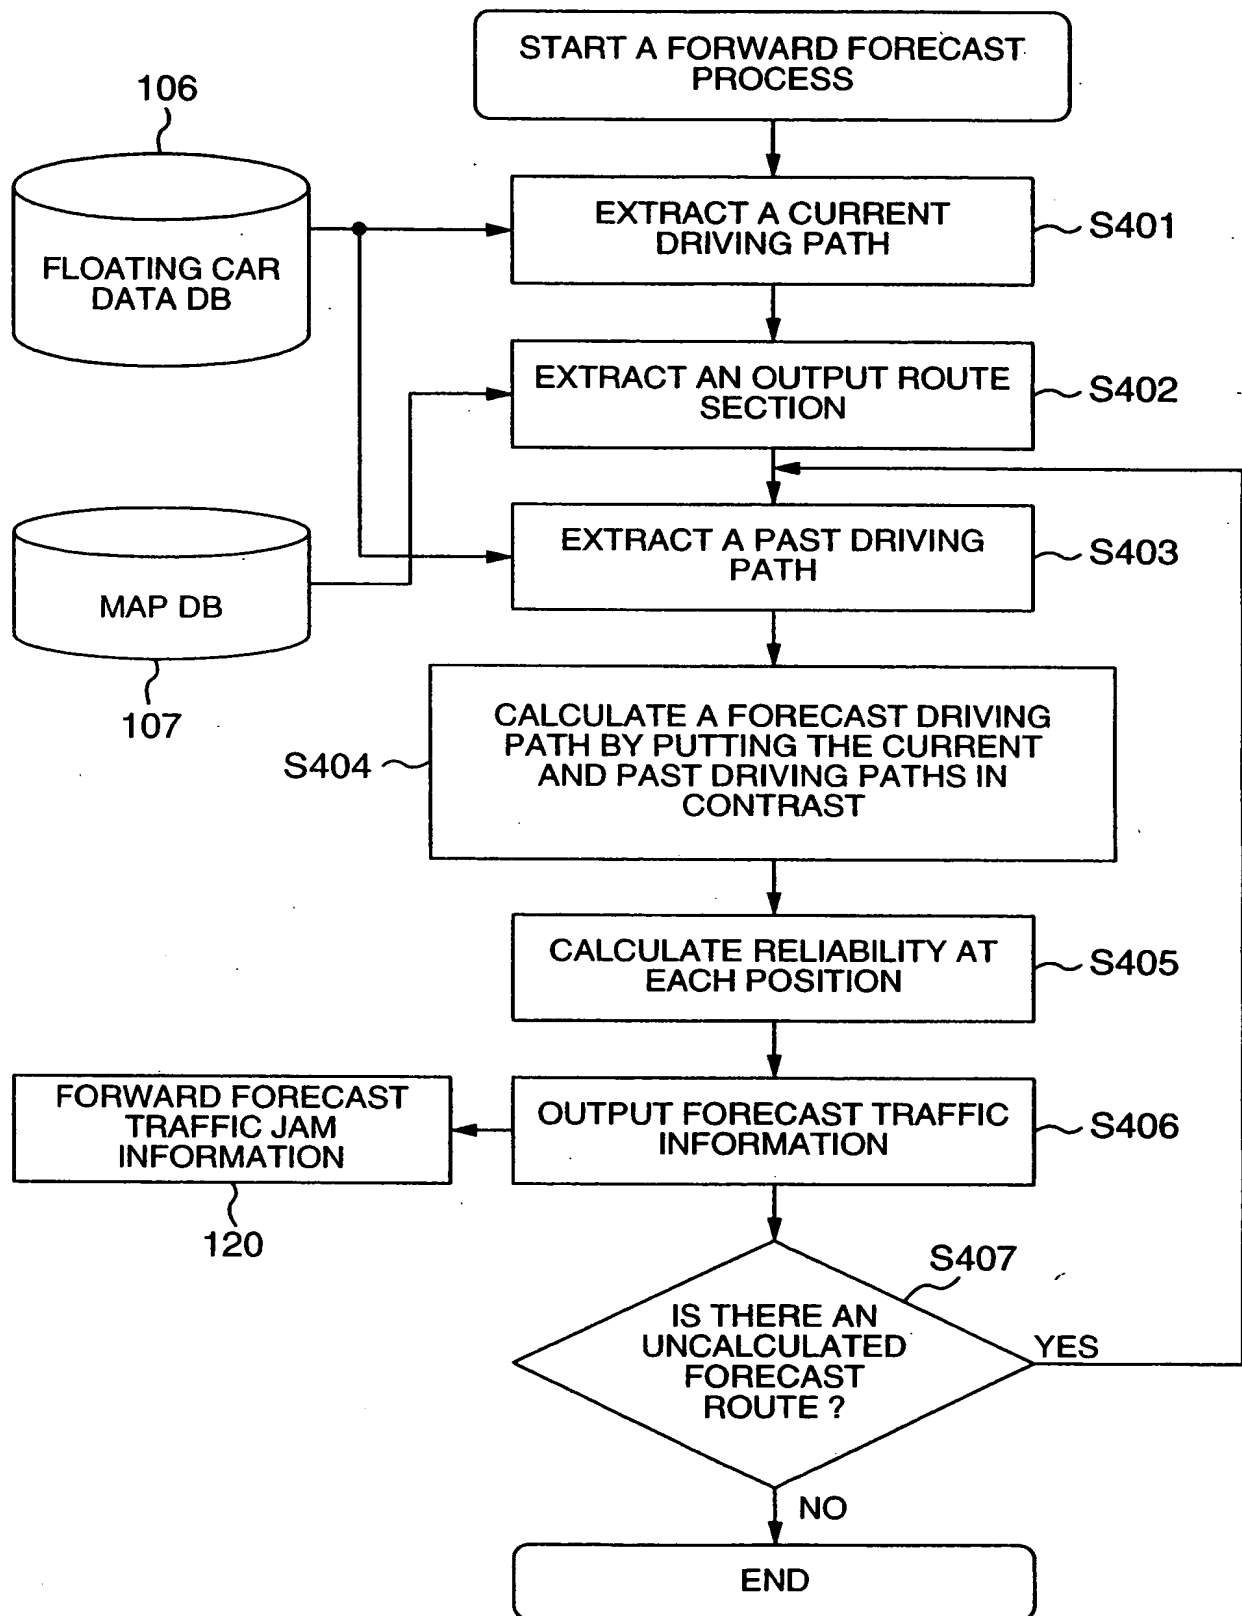 START A FORWARD FORECAST
PROCESS
106
FLOATING CAR
DATA DB
EXTRACT A CURRENT
DRIVING PATH
S401
EXTRACT AN OUTPUT ROUTE
SECTION
S402
MAP DB
107
EXTRACT A PAST DRIVING
PATH
S403
S404
CALCULATE A FORECAST DRIVING
PATH BY PUTTING THE CURRENT
AND PAST DRIVING PATHS IN
CONTRAST
CALCULATE RELIABILITY AT
EACH POSITION
S405
FORWARD FORECAST
TRAFFIC JAM
INFORMATION
120
OUTPUT FORECAST TRAFFIC
INFORMATION
S406
S407
IS THERE AN
UNCALCULATED
FORECAST
ROUTE ?
YES
NO
END